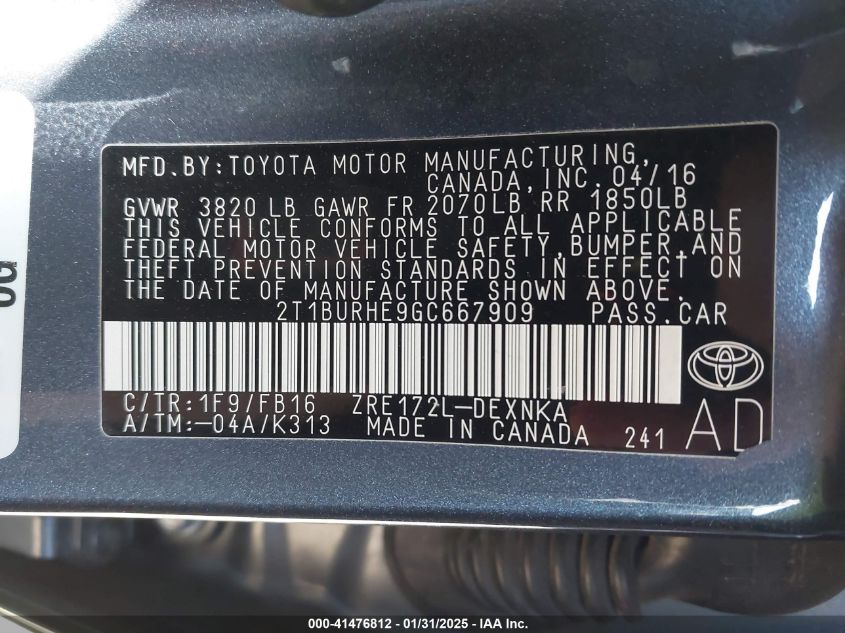 MFD.BY:TOYOTA MOTOR MANUFACTURING,
CANADA,INC. 04/16
GVWR 3820 LB GAWR FR 2070LB RR 1850LB
THIS VEHICLE CONFORMS TO ALL APPLICABLE
FEDERAL MOTOR VEHICLE SAFETY,BUMPER,AND
THEFT PREVENTION STANDARDS IN EFFECT ON
THE DATE OF MANUFACTURE SHOWN ABOVE.
2T1BURHE9GC667909 PASS.CAR
C/TR:1F9/FB16 ZRE172L-DEXNKA
A/TM:-04A/K313 MADE IN CANADA 241 AD
000-41476812 - 01/31/2025 - IAA Inc.